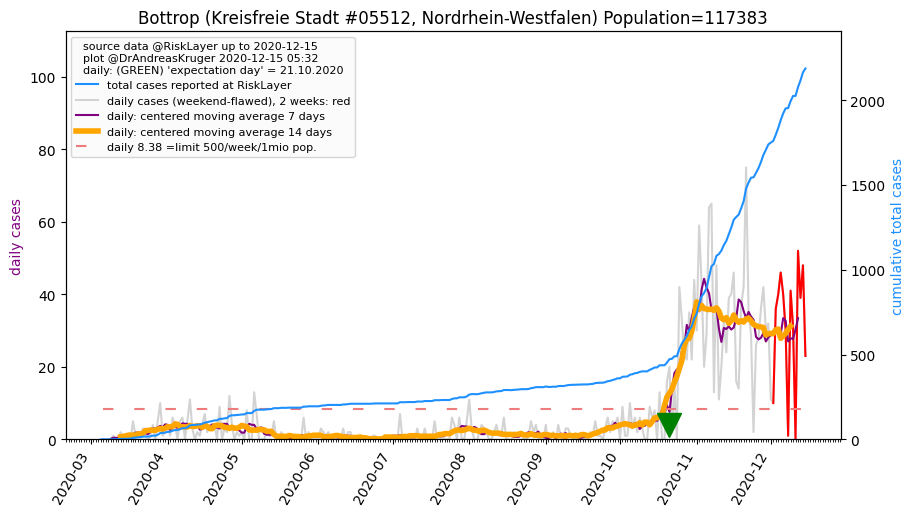 Bottrop (Kreisfreie Stadt #05512, Nordrhein-Westfalen) Population=117383
source data @RiskLayer up to 2020-12-15
plot @DrAndreasKruger 2020-12-15 05:32
daily: (GREEN) 'expectation day' = 21.10.2020
total cases reported at RiskLayer
daily cases (weekend-flawed), 2 weeks: red
daily: centered moving average 7 days
daily: centered moving average 14 days
daily 8.38 =limit 500/week/1mio pop.
daily cases
0
20
40
60
80
100
cumulative total cases
0
500
1000
1500
2000
2020-03
2020-04
2020-05
2020-06
2020-07
2020-08
2020-09
2020-10
2020-11
2020-12